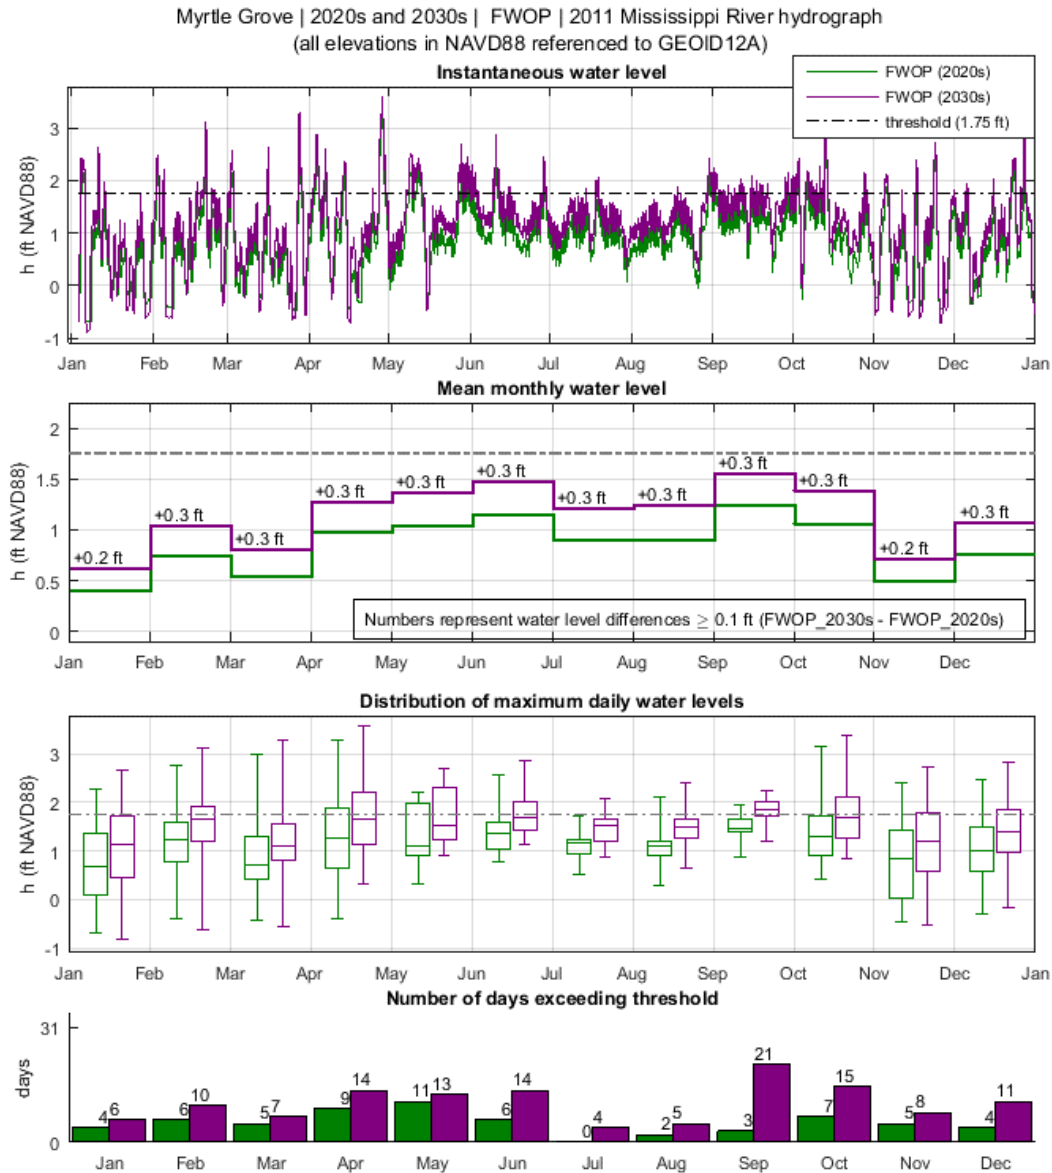 Myrtle Grove | 2020s and 2030s | FWOP | 2011 Mississippi River hydrograph
(all elevations in NAVD88 referenced to GEOID12A)
Instantaneous water level
FWOP (2020s)
FWOP (2030s)
threshold (1.75 ft)
h (ft NAVD88)
3
2
1
0
-1
Jan Feb Mar Apr May Jun Jul Aug Sep Oct Nov Dec Jan
Mean monthly water level
h (ft NAVD88)
2
1.5
1
0.5
0
+0.2 ft +0.3 ft +0.3 ft +0.3 ft +0.3 ft +0.3 ft +0.3 ft +0.3 ft +0.3 ft +0.3 ft +0.2 ft +0.3 ft
Numbers represent water level differences ≥ 0.1 ft (FWOP_2030s - FWOP_2020s)
Jan Feb Mar Apr May Jun Jul Aug Sep Oct Nov Dec
Distribution of maximum daily water levels
h (ft NAVD88)
3
2
1
0
-1
Jan Feb Mar Apr May Jun Jul Aug Sep Oct Nov Dec Jan
Number of days exceeding threshold
days
31
0
4 6 6 10 5 7 9 14 11 13 6 14 0 4 2 5 3 21 7 15 5 8 4 11
Jan Feb Mar Apr May Jun Jul Aug Sep Oct Nov Dec